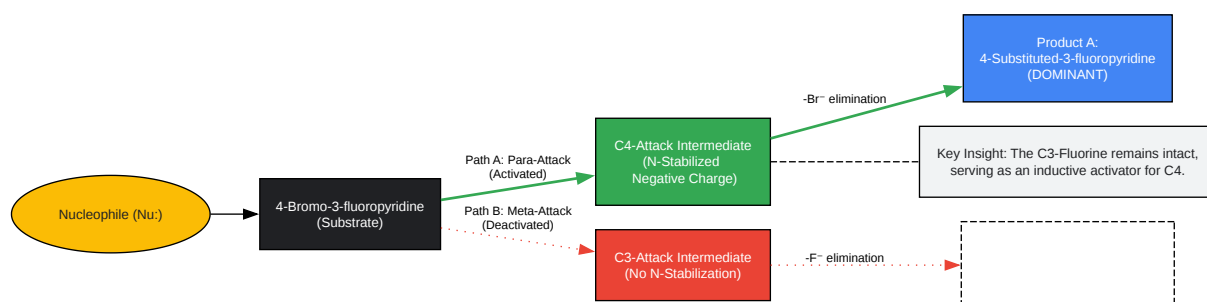 Product A:
4-Substituted-3-fluoropyridine
(DOMINANT)
-Br⁻ elimination
C4-Attack Intermediate
(N-Stabilized
Negative Charge)
Key Insight: The C3-Fluorine remains intact,
serving as an inductive activator for C4.
Path A: Para-Attack
(Activated)
Nucleophile (Nu:)
4-Bromo-3-fluoropyridine
(Substrate)
Path B: Meta-Attack
(Deactivated)
C3-Attack Intermediate
(No N-Stabilization)
-F⁻ elimination